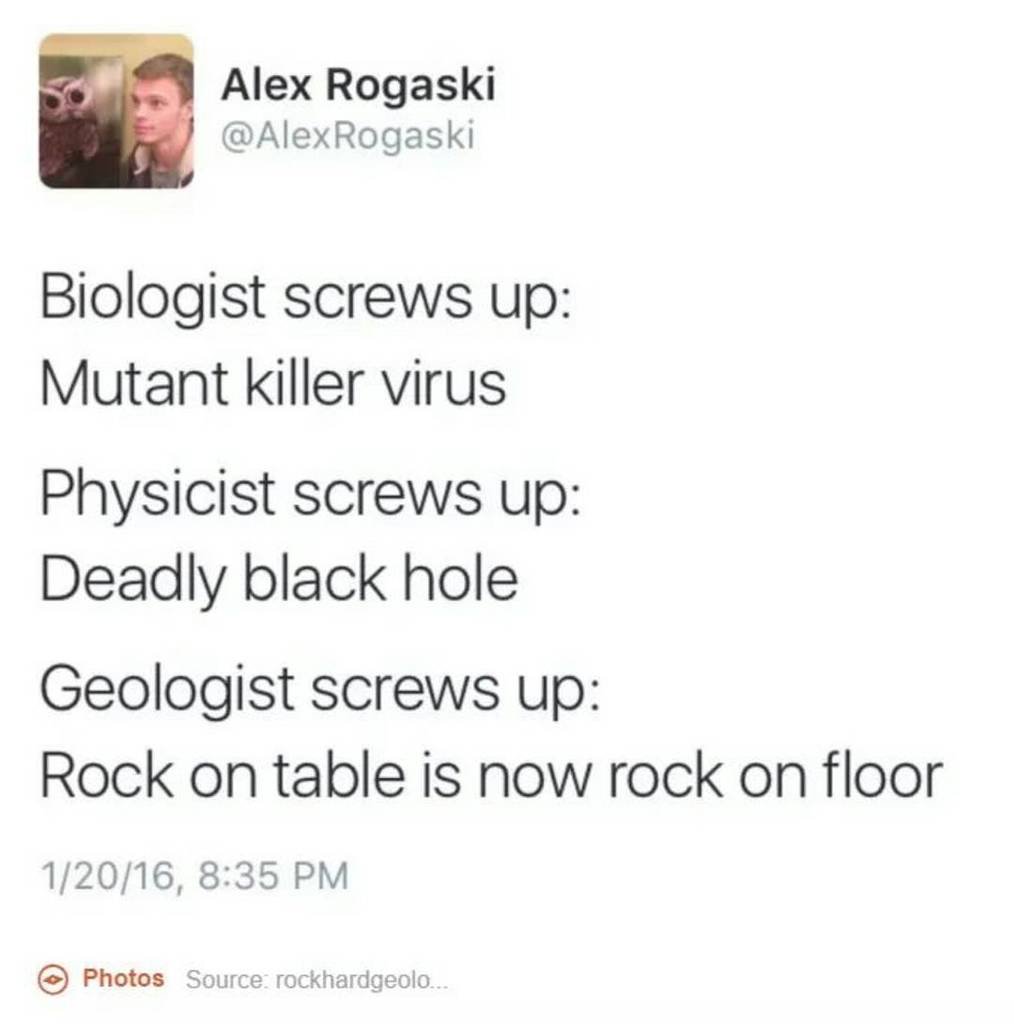 Alex Rogaski
@AlexRogaski
Biologist screws up:
Mutant killer virus
Physicist screws up:
Deadly black hole
Geologist screws up:
Rock on table is now rock on floor
1/20/16, 8:35 PM
Photos Source: rockhardgeolo...